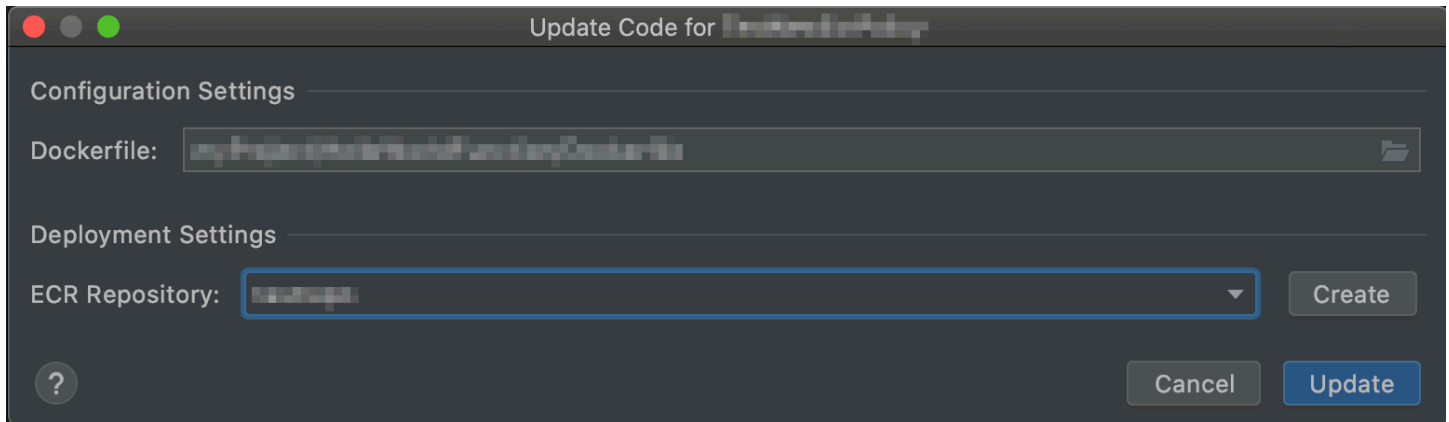 Update Code for
Configuration Settings
Dockerfile:
Deployment Settings
ECR Repository:
Create
?
Cancel
Update